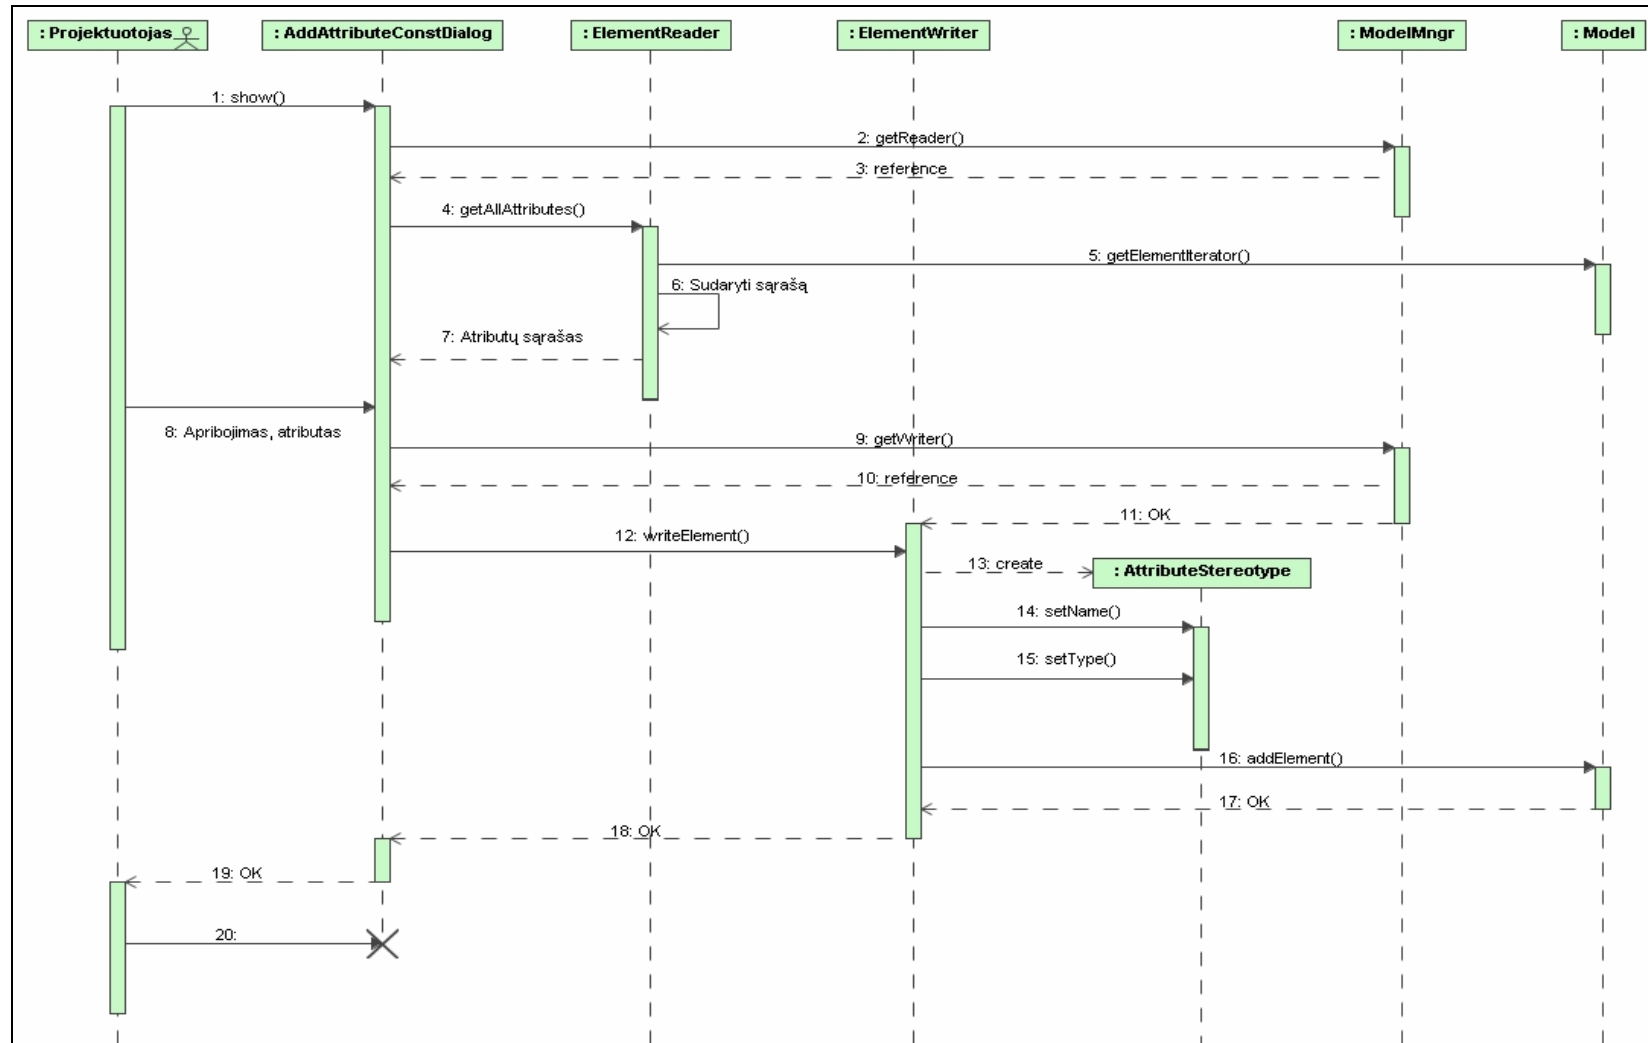 : Projektuotojas
: AddAttributeConstDialog
: ElementReader
: ElementWriter
: ModelMngr
: Model
1: show()
2: getReader()
3: reference
4: getAllAttributes()
5: getElementIterator()
6: Sudaryti sąrašą
7: Atributų sąrašas
8: Apribojimas, atributas
9: getWriter()
10: reference
11: OK
12: writeElement()
13: create
: AttributeStereotype
14: setName()
15: setType()
16: addElement()
17: OK
18: OK
19: OK
20: